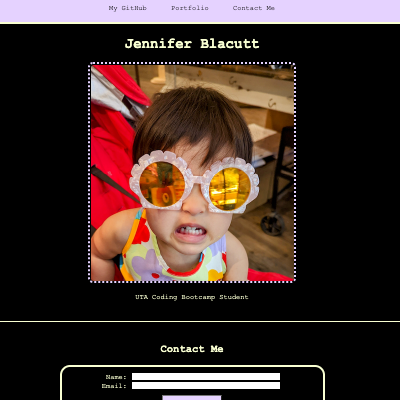 My GitHub Portfolio Contact Me
Jennifer Blacutt
UTA Coding Bootcamp Student
Contact Me
Name:
Email: